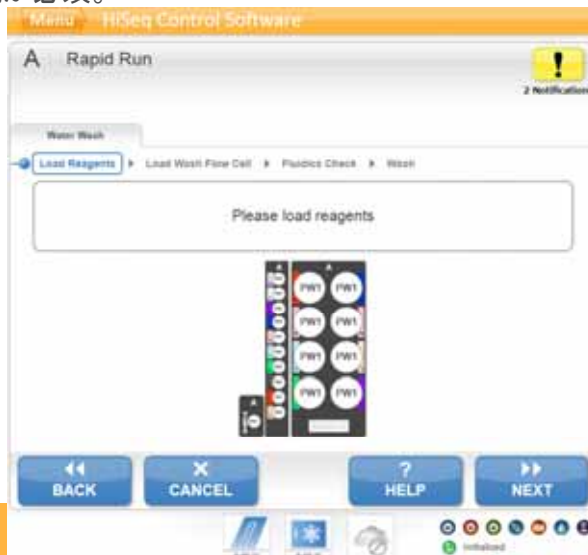 Menu HiSeq Control Software
A Rapid Run
2 Notifications
Water Wash
Load Reagents Load Wash Flow Cell Fluidics Check Wash
Please load reagents
A A
PW1 PW1
PW1 PW1
PW1 PW1
A
PW1 PW1
BACK CANCEL ? HELP NEXT
Initialized